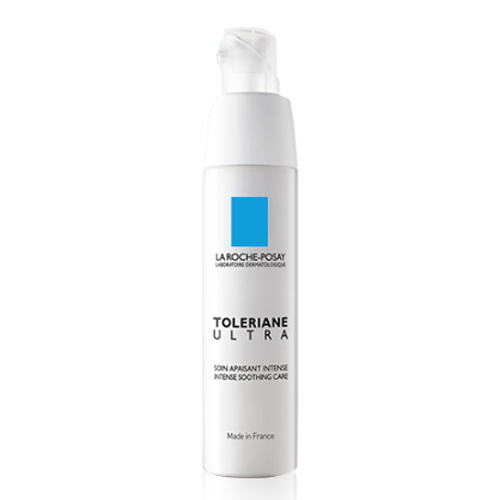 LA ROCHE-POSAY
LABORATOIRE DERMATOLOGIQUE
TOLERIANE
ULTRA
SOIN APAISANT INTENSE
INTENSE SOOTHING CARE
Made in France